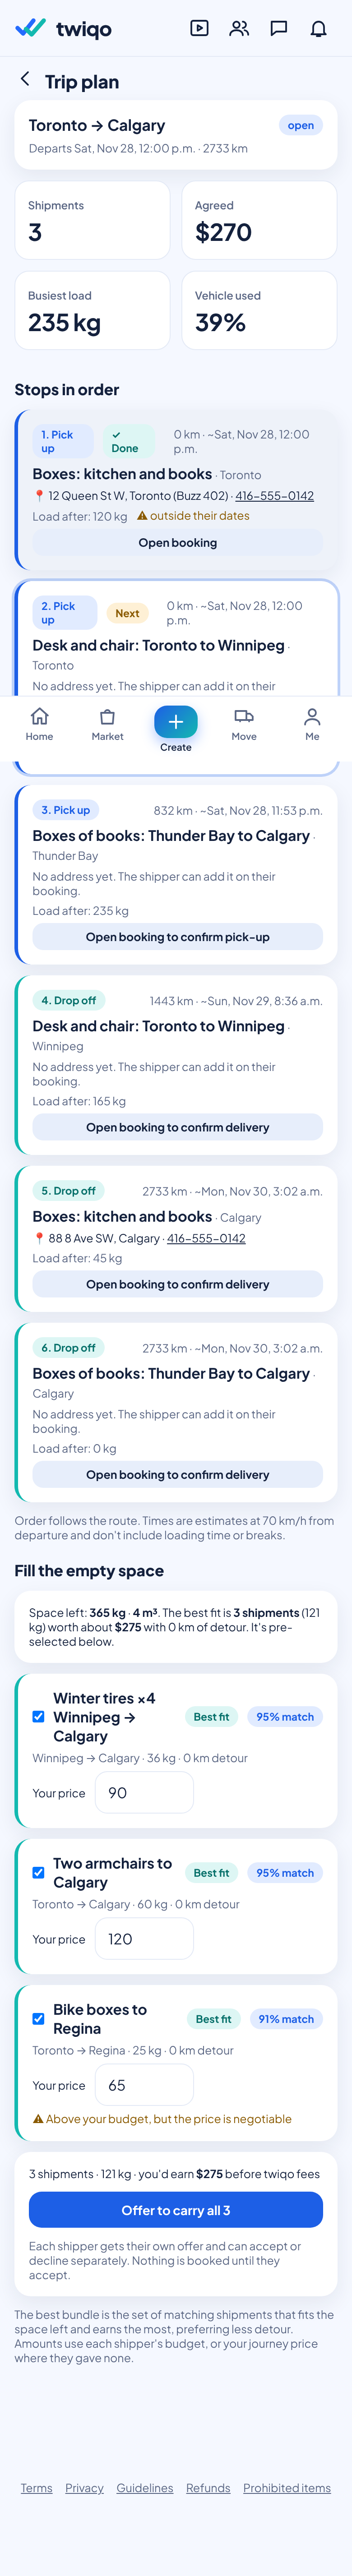 twiqo
Trip plan
Toronto → Calgary
open
Departs Sat, Nov 28, 12:00 p.m. · 2733 km
Shipments
3
Agreed
$270
Busiest load
235 kg
Vehicle used
39%
Stops in order
1. Pick
up
✓
Done
0 km · ~Sat, Nov 28, 12:00
p.m.
Boxes: kitchen and books · Toronto
📍 12 Queen St W, Toronto (Buzz 402) · 416-555-0142
Load after: 120 kg ⚠ outside their dates
Open booking
2. Pick
up
Next
0 km · ~Sat, Nov 28, 12:00
p.m.
Desk and chair: Toronto to Winnipeg ·
Toronto
No address yet. The shipper can add it in their
Home
Market
Create
Move
Me
3. Pick up
832 km · ~Sat, Nov 28, 11:53 p.m.
Boxes of books: Thunder Bay to Calgary ·
Thunder Bay
No address yet. The shipper can add it in their
booking.
Load after: 235 kg
Open booking to confirm pick-up
4. Drop off
1443 km · ~Sun, Nov 29, 8:36 a.m.
Desk and chair: Toronto to Winnipeg ·
Winnipeg
No address yet. The shipper can add it in their
booking.
Load after: 165 kg
Open booking to confirm delivery
5. Drop off
2733 km · ~Mon, Nov 30, 3:02 a.m.
Boxes: kitchen and books · Calgary
📍 88 8 Ave SW, Calgary · 416-555-0142
Load after: 45 kg
Open booking to confirm delivery
6. Drop off
2733 km · ~Mon, Nov 30, 3:02 a.m.
Boxes of books: Thunder Bay to Calgary ·
Calgary
No address yet. The shipper can add it in their
booking.
Load after: 0 kg
Open booking to confirm delivery
Order follows the route. Times are estimates at 70 km/h from
departure and don't include loading time or breaks.
Fill the empty space
Space left: 365 kg · 4 m³. The best fit is 3 shipments (121
kg) worth about $275 with 0 km of detour. It's pre-
selected below.
Winter tires ×4
Winnipeg →
Calgary
Best fit
95% match
Winnipeg → Calgary · 36 kg · 0 km detour
Your price
90
Two armchairs to
Calgary
Best fit
95% match
Toronto → Calgary · 60 kg · 0 km detour
Your price
120
Bike boxes to
Regina
Best fit
91% match
Toronto → Regina · 25 kg · 0 km detour
Your price
65
⚠ Above your budget, but the price is negotiable
3 shipments · 121 kg · you'd earn $275 before twiqo fees
Offer to carry all 3
Each shipper gets their own offer and can accept or
decline separately. Nothing is booked until they
accept.
The best bundle is the set of matching shipments that fits the
space left and earns the most, preferring less detour.
Amounts use each shipper's budget, or your journey price
where they gave none.
Terms Privacy Guidelines Refunds Prohibited items